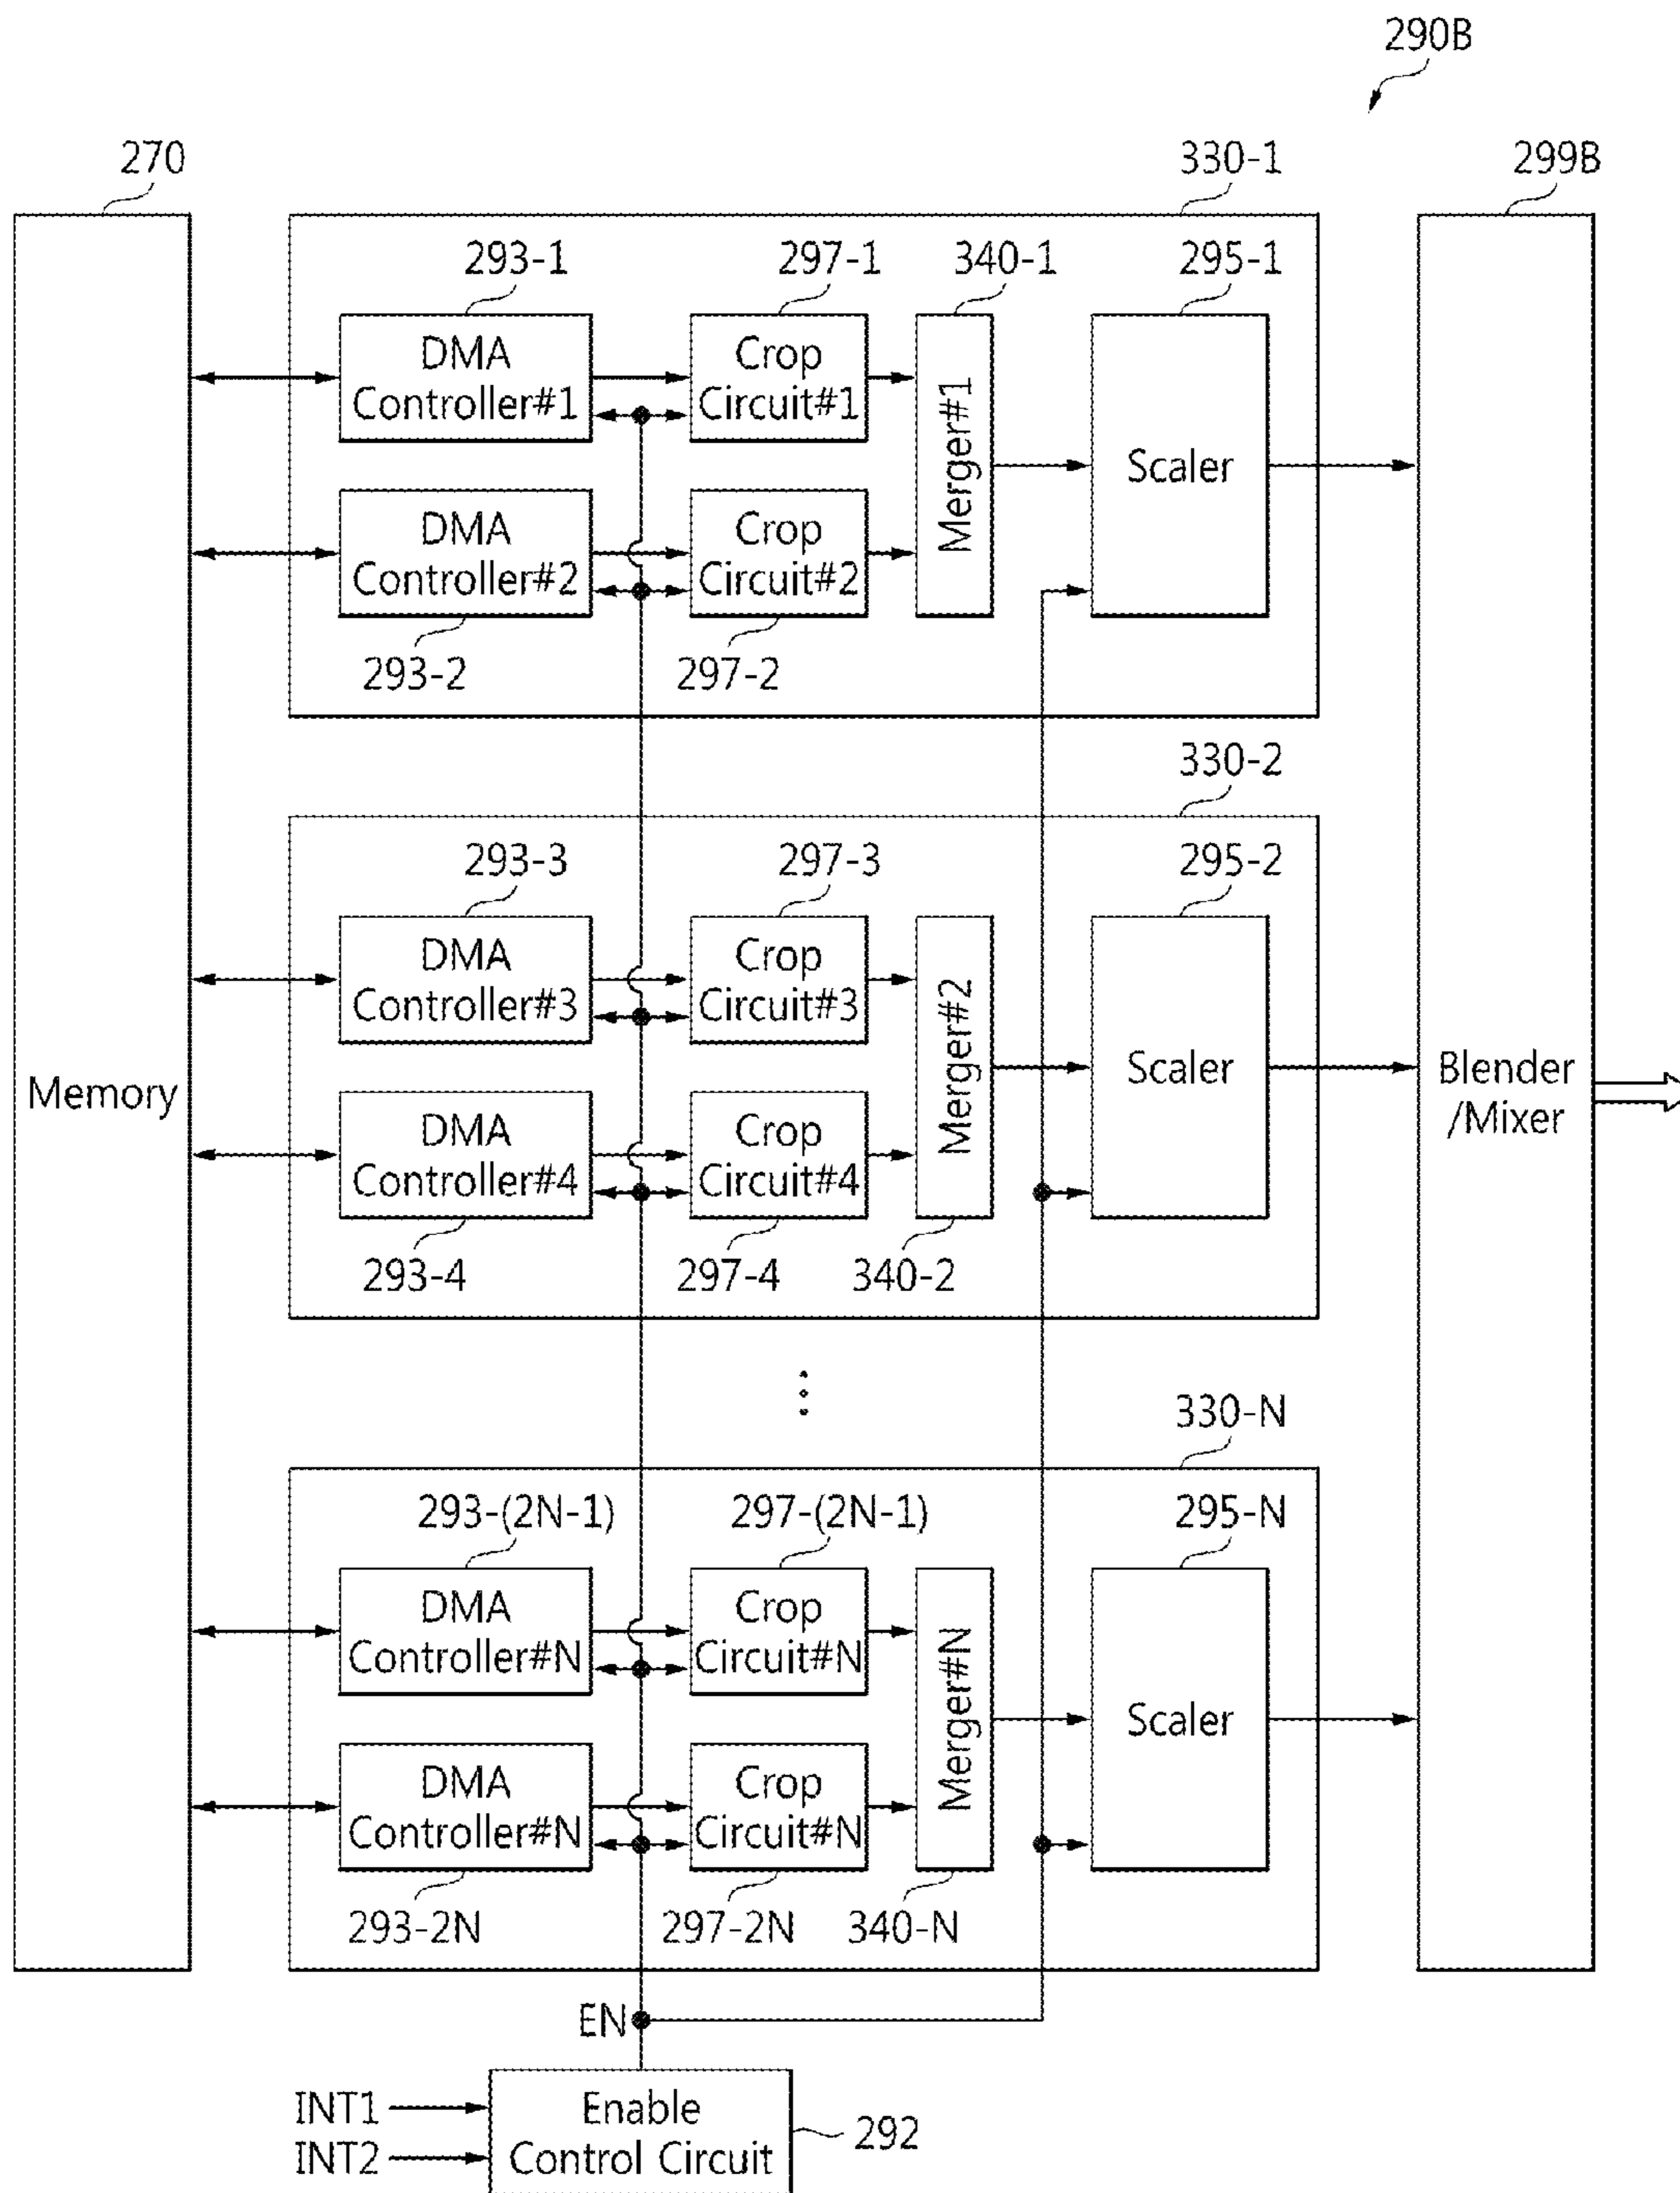 290B
270
330-1
299B
293-1
297-1
340-1
295-1
DMA
Controller#1
Crop
Circuit#1
Merger#1
Scaler
DMA
Controller#2
Crop
Circuit#2
293-2
297-2
330-2
293-3
297-3
295-2
DMA
Controller#3
Crop
Circuit#3
Merger#2
Scaler
Memory
Blender
/Mixer
DMA
Controller#4
Crop
Circuit#4
293-4
297-4
340-2
330-N
293-(2N-1)
297-(2N-1)
295-N
DMA
Controller#N
Crop
Circuit#N
Merger#N
Scaler
DMA
Controller#N
Crop
Circuit#N
293-2N
297-2N
340-N
EN
INT1
INT2
Enable
Control Circuit
292